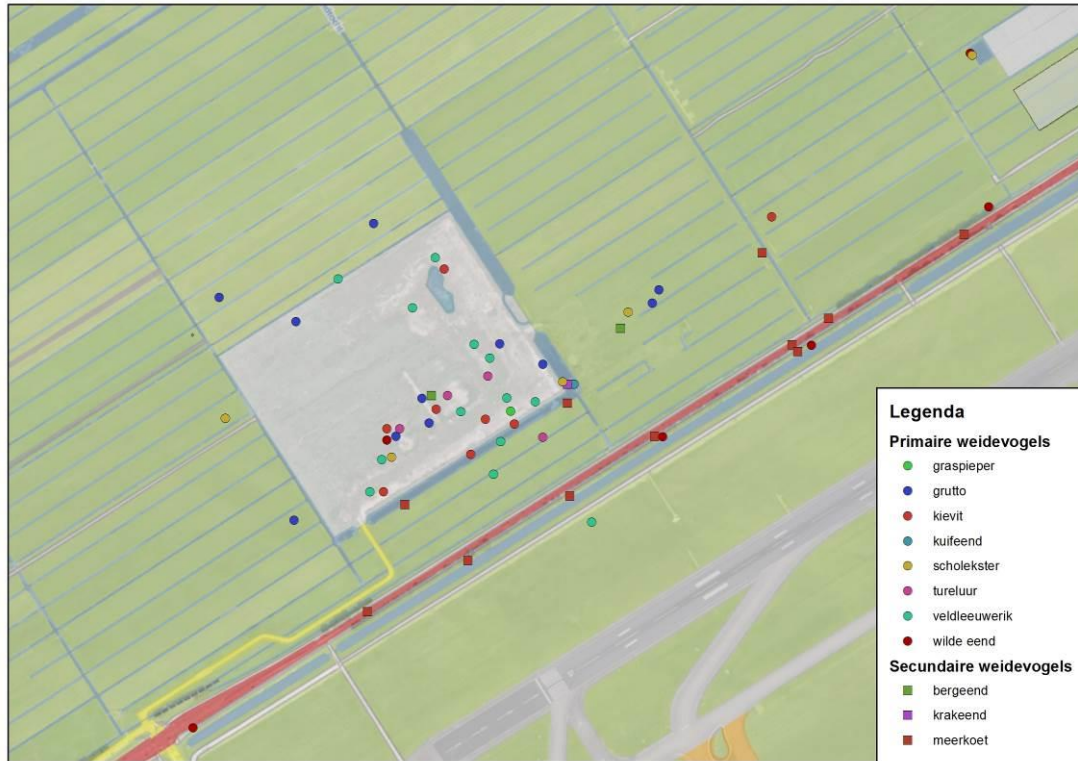 Legenda
Primaire weidevogels
graspieper
grutto
kievit
kuifeend
scholekster
tureluur
veldleeuwerik
wilde eend
Secundaire weidevogels
bergeend
krakeend
meerkoet